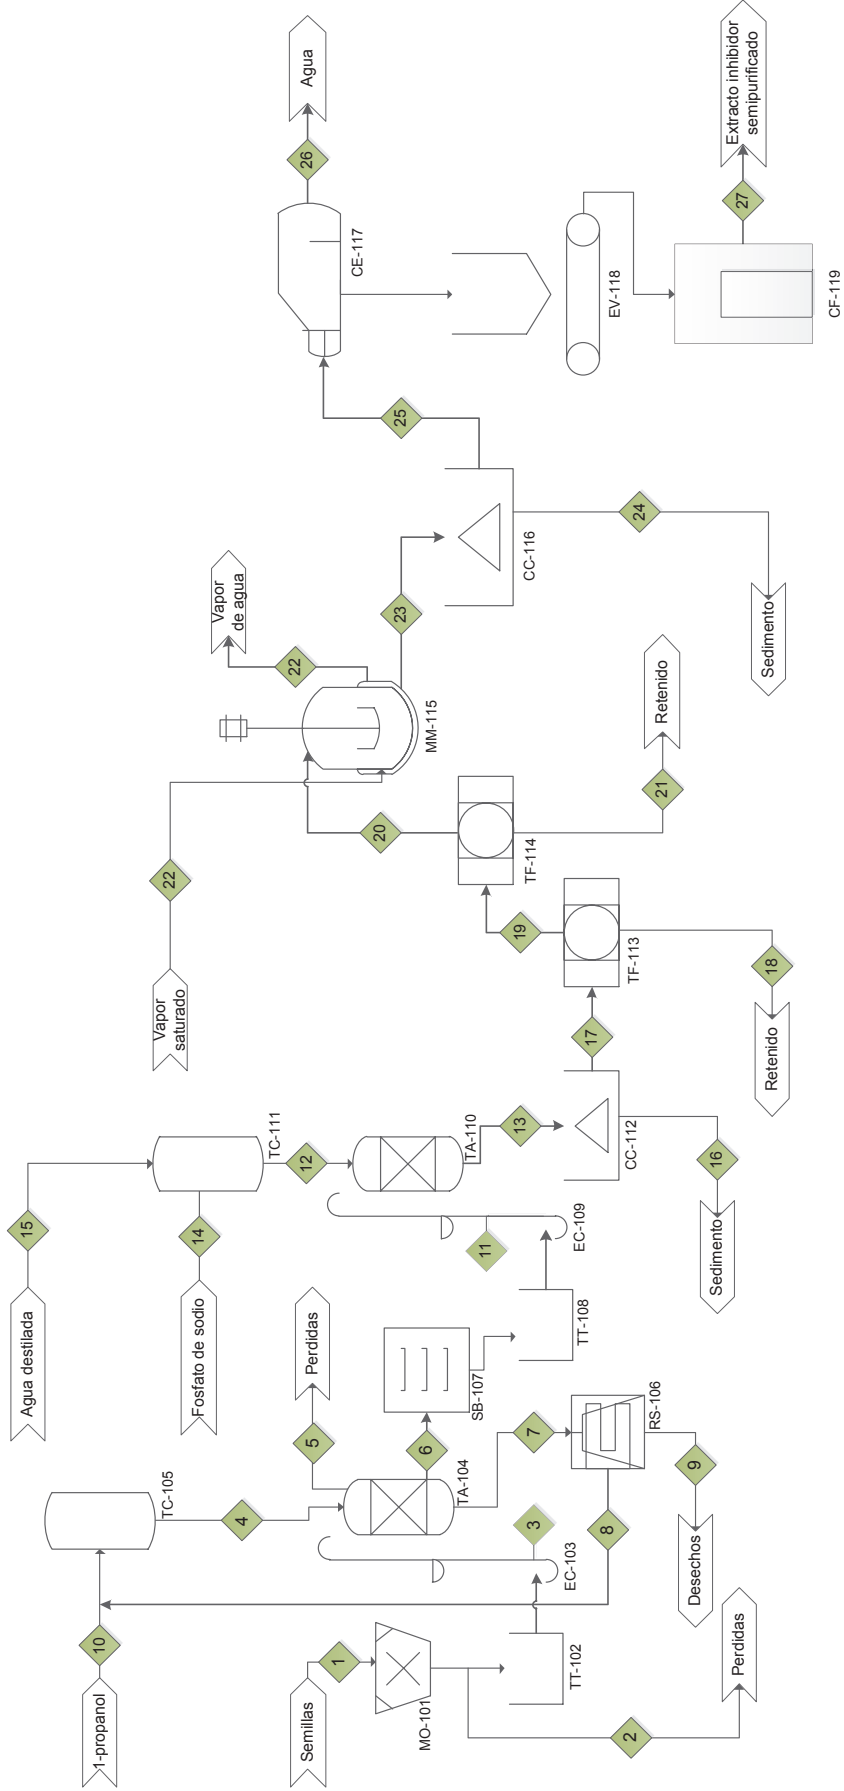 1-propanol
10
Semillas
1
MO-101
2
Perdidas
TT-102
3
EC-103
TC-105
4
5
Perdidas
TA-104
6
7
8
RS-106
9
Desechos
SB-107
TT-108
Agua destilada
15
Fosfato de sodio
14
TC-111
12
11
EC-109
TA-110
13
CC-112
16
Sedimento
17
TF-113
18
Retenido
19
TF-114
20
21
Retenido
Vapor
saturado
22
MM-115
22
Vapor
de agua
23
CC-116
24
Sedimento
25
CE-117
26
Agua
EV-118
CF-119
27
Extracto inhibidor
semipurificado